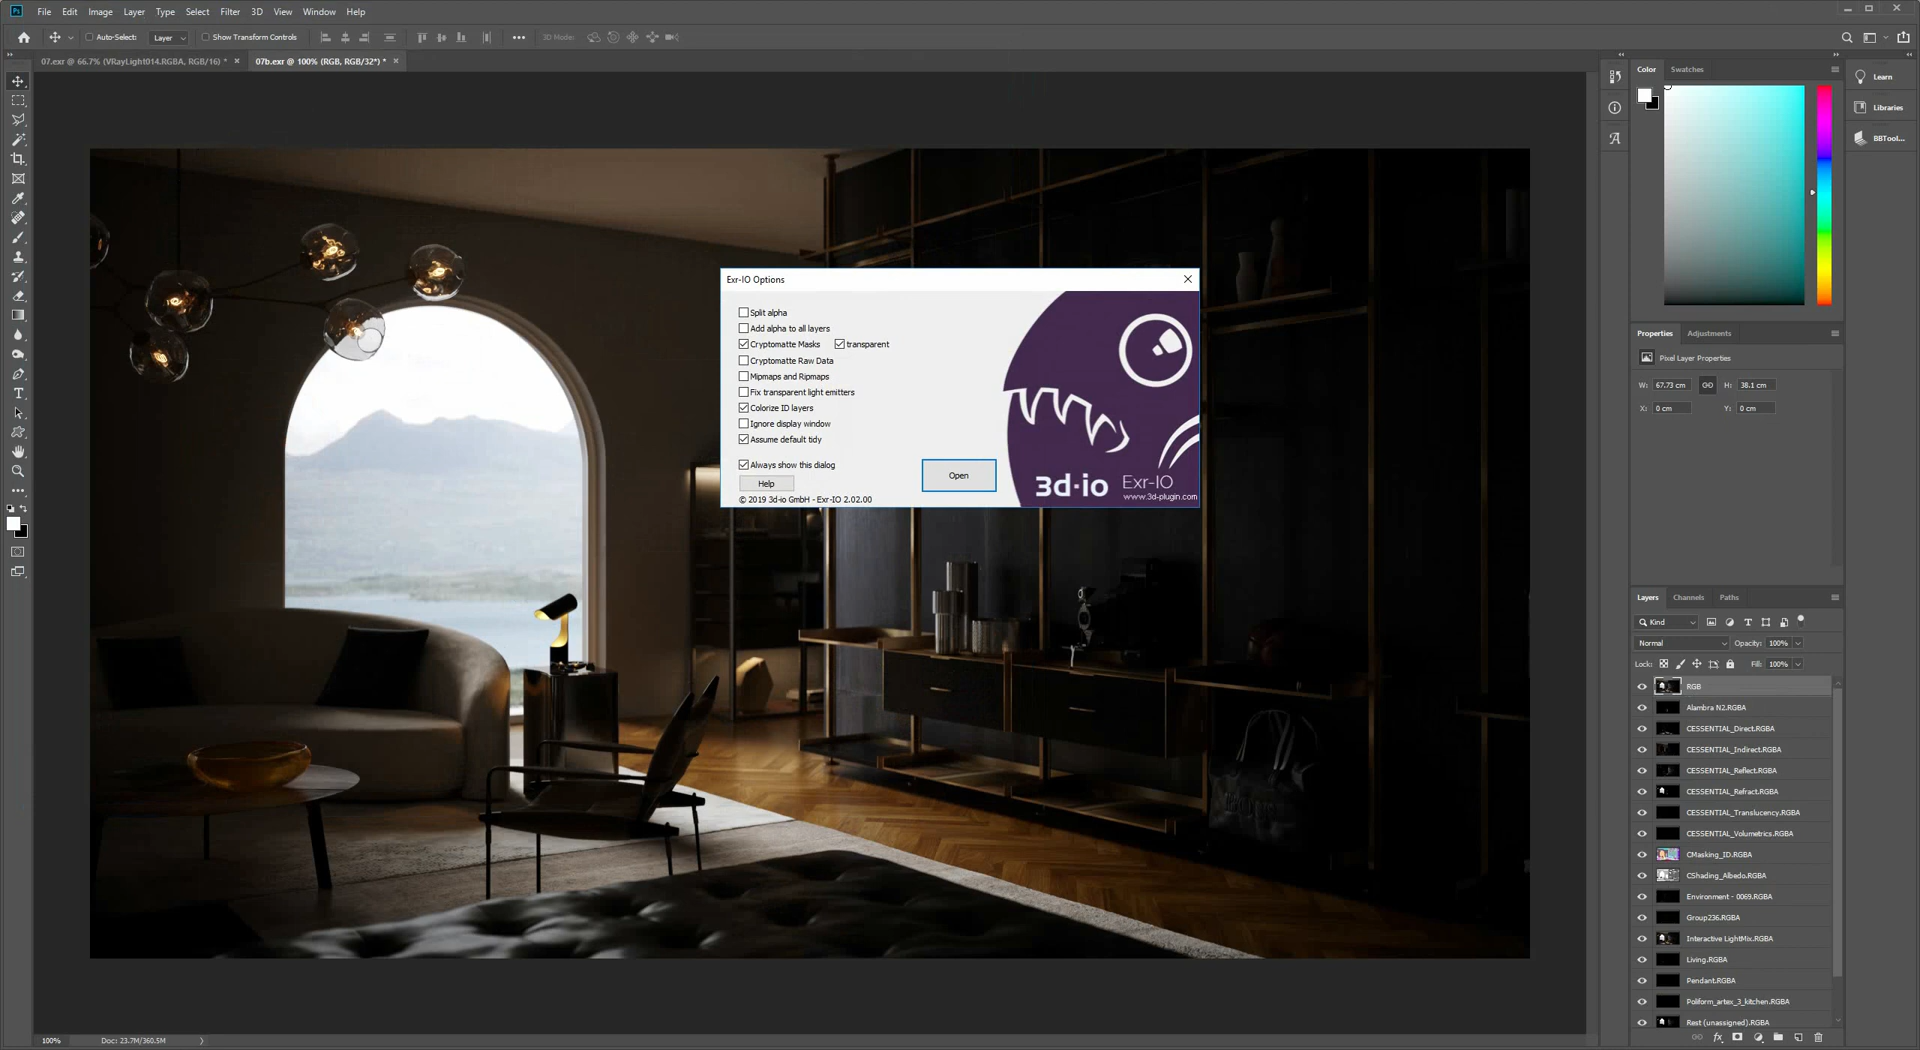 Ps File Edit Image Layer Type Select Filter 3D View Window Help
Auto-Select: Layer Show Transform Controls 3D Mode:
07.exr @ 66.7% (VRayLight014.RGBA, RGB/16) * × 07b.exr @ 100% (RGB, RGB/32*) * ×
Color Swatches
Learn
Libraries
BBTool...
Exr-IO Options
Split alpha
Add alpha to all layers
Cryptomatte Masks transparent
Cryptomatte Raw Data
Mipmaps and Ripmaps
Fix transparent light emitters
Colorize ID layers
Ignore display window
Assume default tidy
Always show this dialog
Help
Open
© 2019 3d-io GmbH - Exr-IO 2.02.00
3d·io Exr-IO
www.3d-plugin.com
Properties Adjustments
Pixel Layer Properties
W: 67.73 cm H: 38.1 cm
X: 0 cm Y: 0 cm
Layers Channels Paths
Kind
Normal Opacity: 100%
Lock: Fill: 100%
RGB
Alambra N2.RGBA
CESSENTIAL_Direct.RGBA
CESSENTIAL_Indirect.RGBA
CESSENTIAL_Reflect.RGBA
CESSENTIAL_Refract.RGBA
CESSENTIAL_Translucency.RGBA
CESSENTIAL_Volumetrics.RGBA
CMasking_ID.RGBA
CShading_Albedo.RGBA
Environment - 0069.RGBA
Group236.RGBA
Interactive LightMix.RGBA
Living.RGBA
Pendant.RGBA
Poliform_artex_3_kitchen.RGBA
Rest (unassigned).RGBA
100% Doc: 23.7M/360.5M